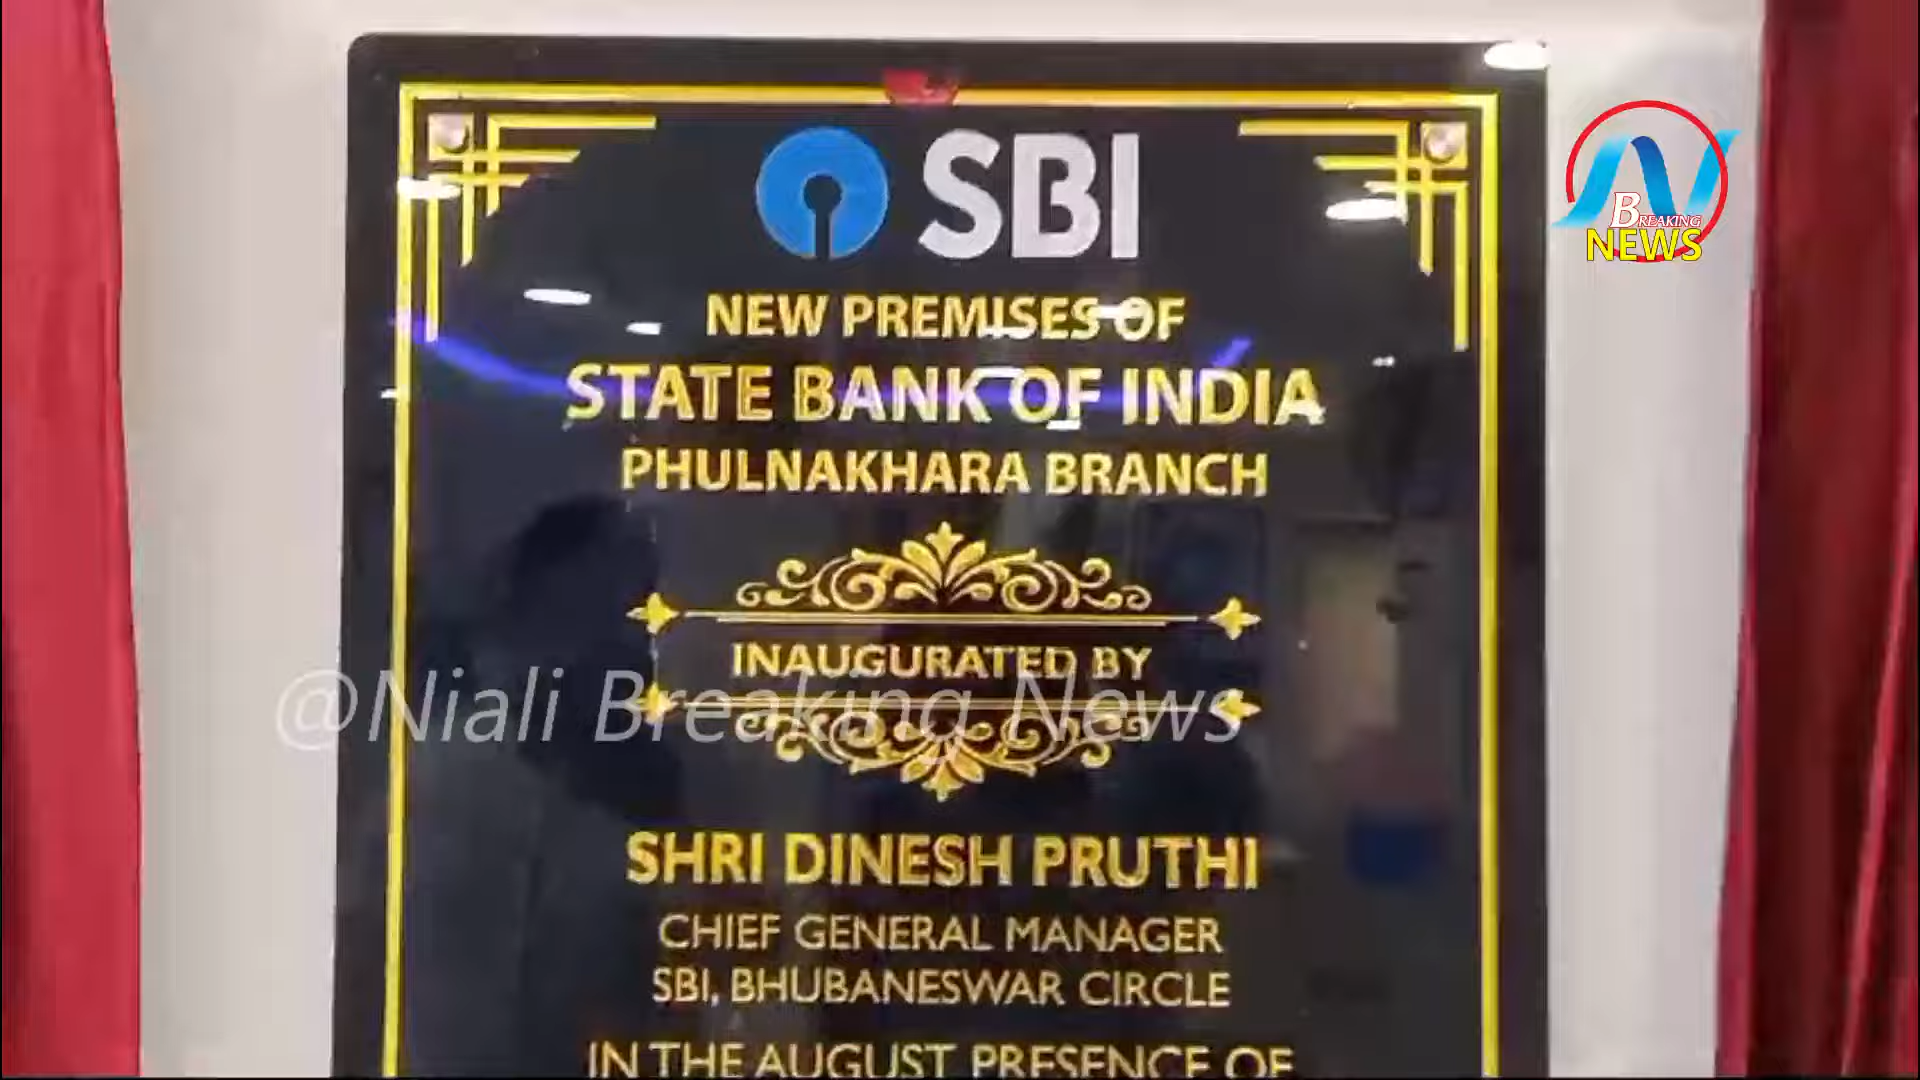 SBI
NEW PREMISES OF
STATE BANK OF INDIA
PHULNAKHARA BRANCH
INAUGURATED BY
@Niali Breaking News
SHRI DINESH PRUTHI
CHIEF GENERAL MANAGER
SBI, BHUBANESWAR CIRCLE
IN THE AUGUST PRESENCE OF
N
BREAKING
NEWS